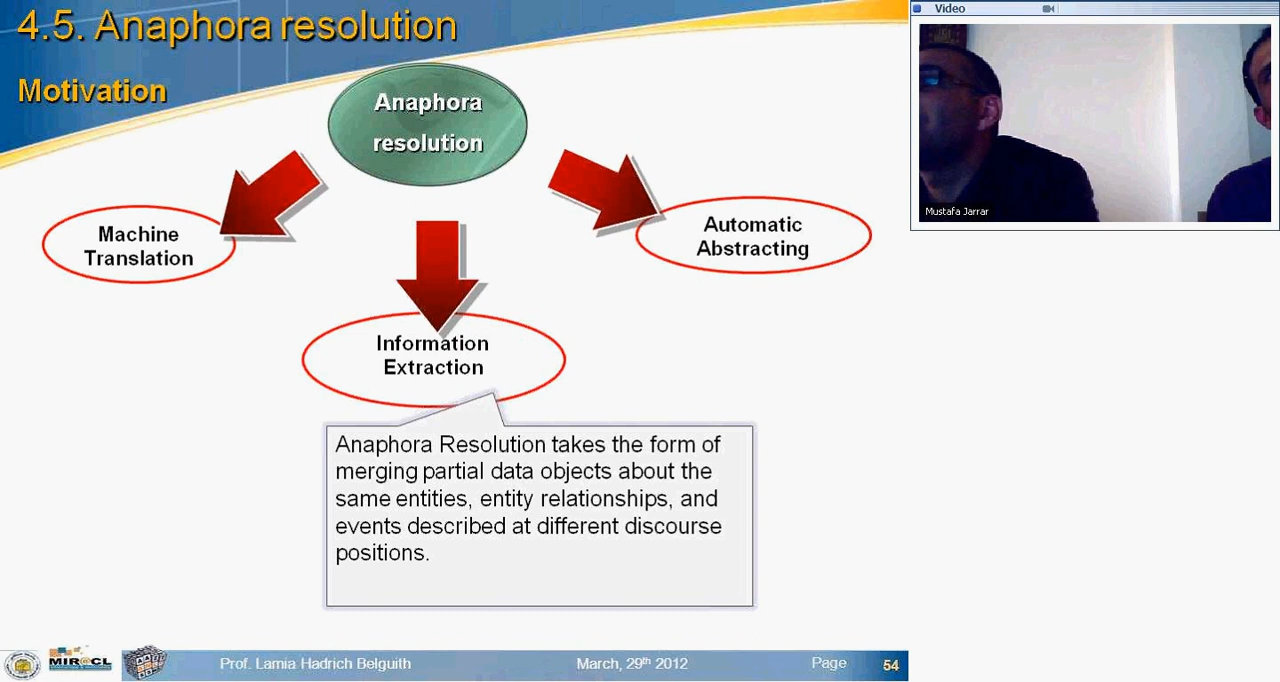 4.5. Anaphora resolution
Motivation
Anaphora
resolution
Machine
Translation
Automatic
Abstracting
Information
Extraction
Anaphora Resolution takes the form of
merging partial data objects about the
same entities, entity relationships, and
events described at different discourse
positions.
MIR@CL
Prof. Lamia Hadrich Belguith
March, 29th 2012
Page
54
Video
Mustafa Jarrar